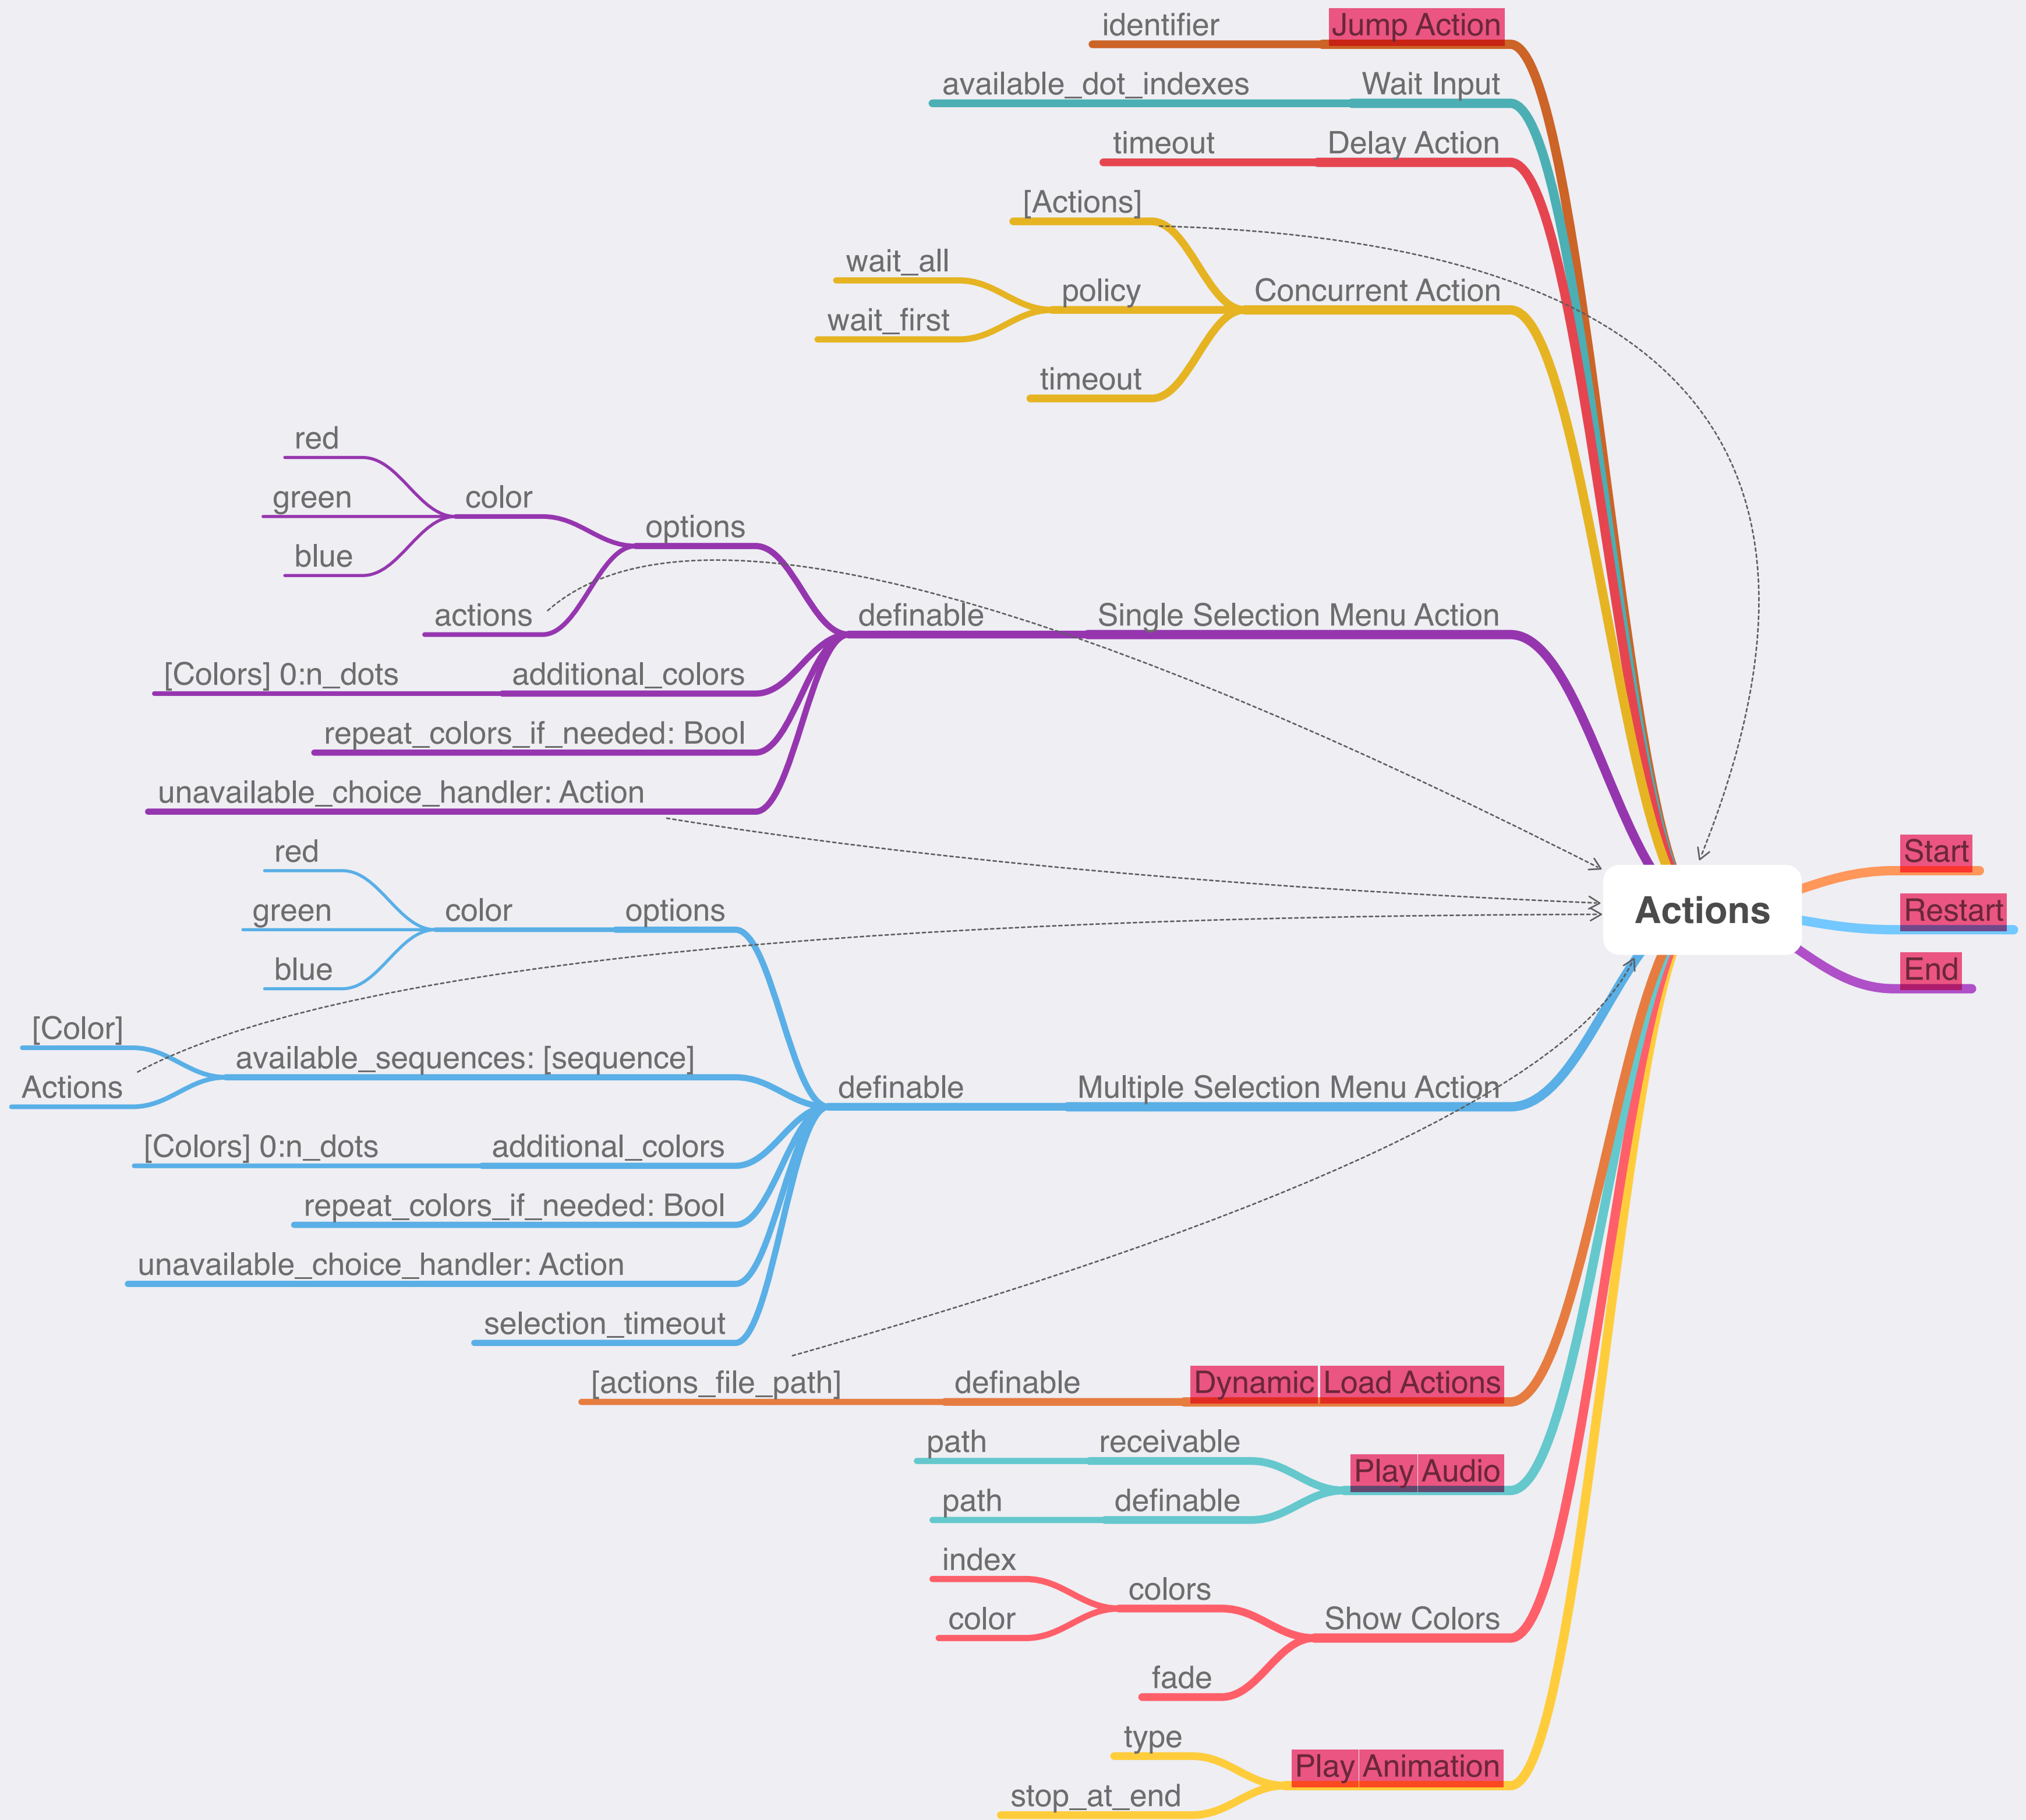 identifier
Jump Action
available_dot_indexes
Wait Input
timeout
Delay Action
[Actions]
wait_all
policy
Concurrent Action
wait_first
timeout
red
green
color
options
blue
actions
definable
Single Selection Menu Action
[Colors] 0:n_dots
additional_colors
repeat_colors_if_needed: Bool
unavailable_choice_handler: Action
red
green
color
options
blue
[Color]
available_sequences: [sequence]
Actions
definable
Multiple Selection Menu Action
[Colors] 0:n_dots
additional_colors
repeat_colors_if_needed: Bool
unavailable_choice_handler: Action
selection_timeout
[actions_file_path]
definable
Dynamic Load Actions
path
receivable
Play Audio
path
definable
index
colors
color
Show Colors
fade
type
Play Animation
stop_at_end
Actions
Start
Restart
End